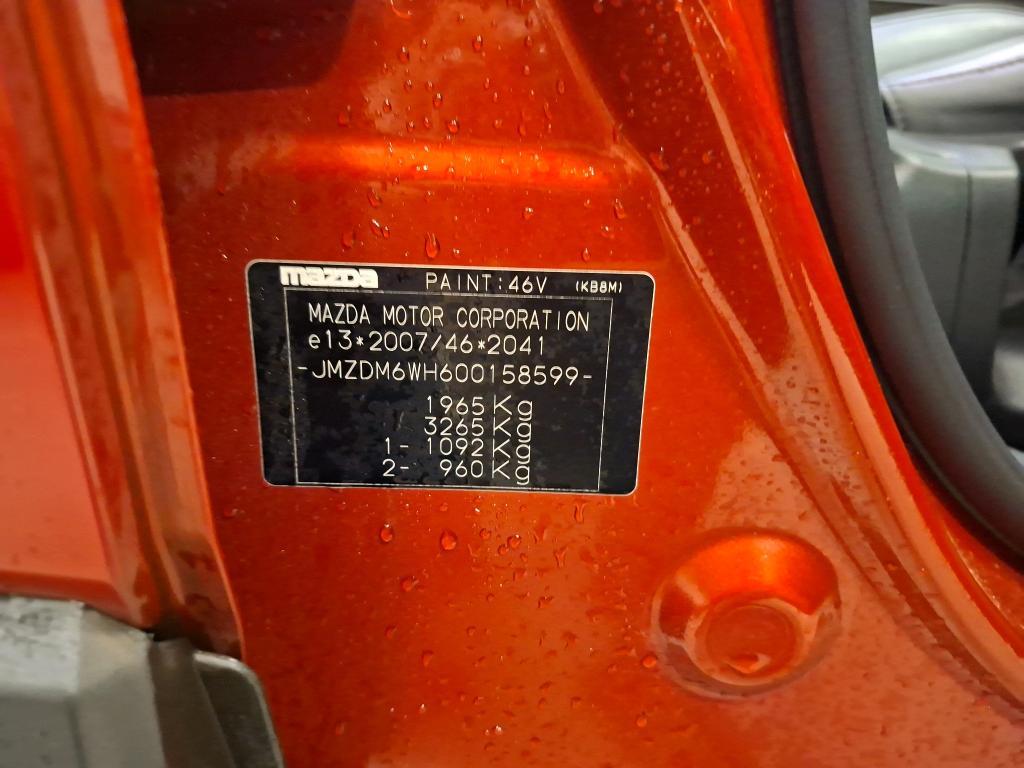 mazda PAINT:46V (KB8M)
MAZDA MOTOR CORPORATION
e13*2007/46*2041
-JMZDM6WH600158599-
1965 Kg
3265 Kg
1- 1092 Kg
2- 960 Kg